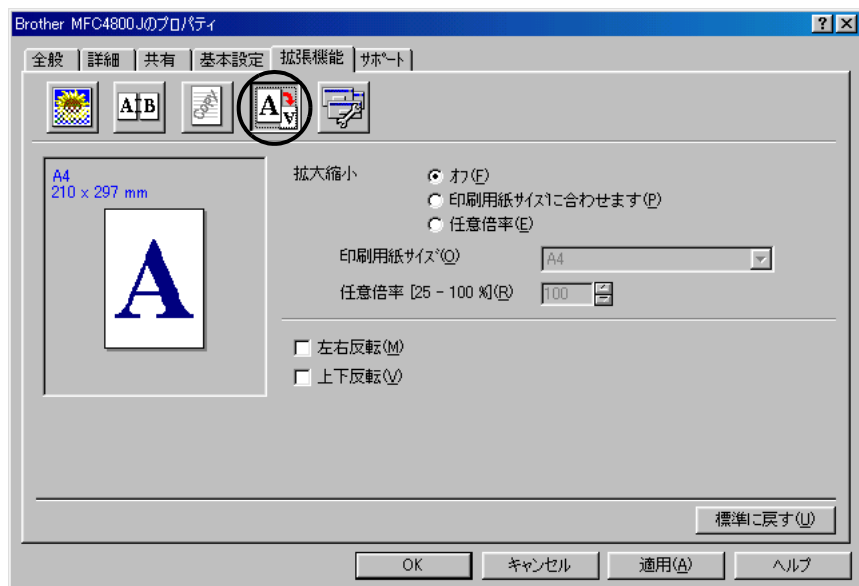 Brother MFC4800Jのプロパティ
全般 詳細 共有 基本設定 拡張機能 サポート
A B COPY A A
A4
210 x 297 mm
A
拡大縮小
オフ(F)
印刷用紙サイズに合わせます(P)
任意倍率(E)
印刷用紙サイズ(O) A4
任意倍率 [25 - 100 %](R) 100
左右反転(M)
上下反転(V)
標準に戻す(U)
OK キャンセル 適用(A) ヘルプ